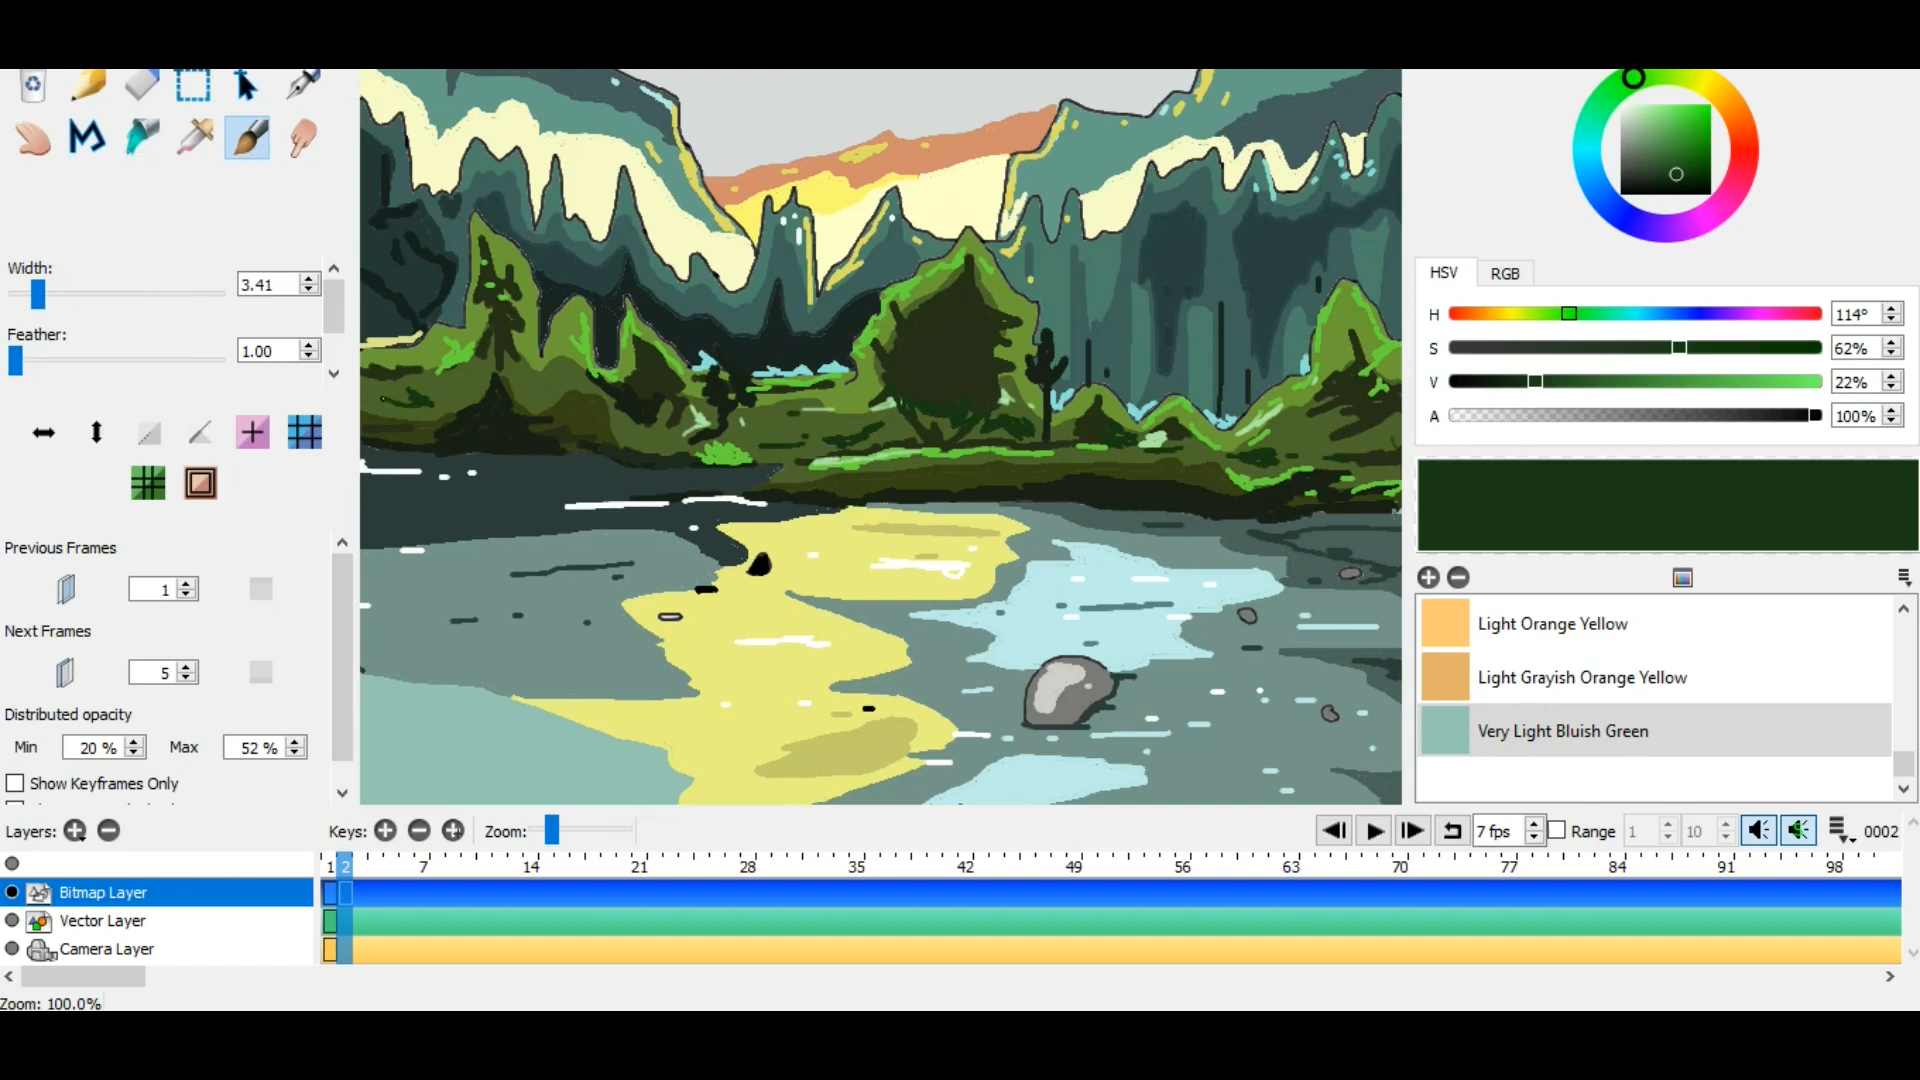 Width:
3.41
Feather:
1.00
HSV
RGB
H
114°
S
62%
V
22%
A
100%
Previous Frames
1
Next Frames
5
Distributed opacity
Min
20 %
Max
52 %
Show Keyframes Only
Light Orange Yellow
Light Grayish Orange Yellow
Very Light Bluish Green
Layers:
Keys:
Zoom:
7 fps
Range
1
10
0002
1 2 7 14 21 28 35 42 49 56 63 70 77 84 91 98
Bitmap Layer
Vector Layer
Camera Layer
Zoom: 100.0%